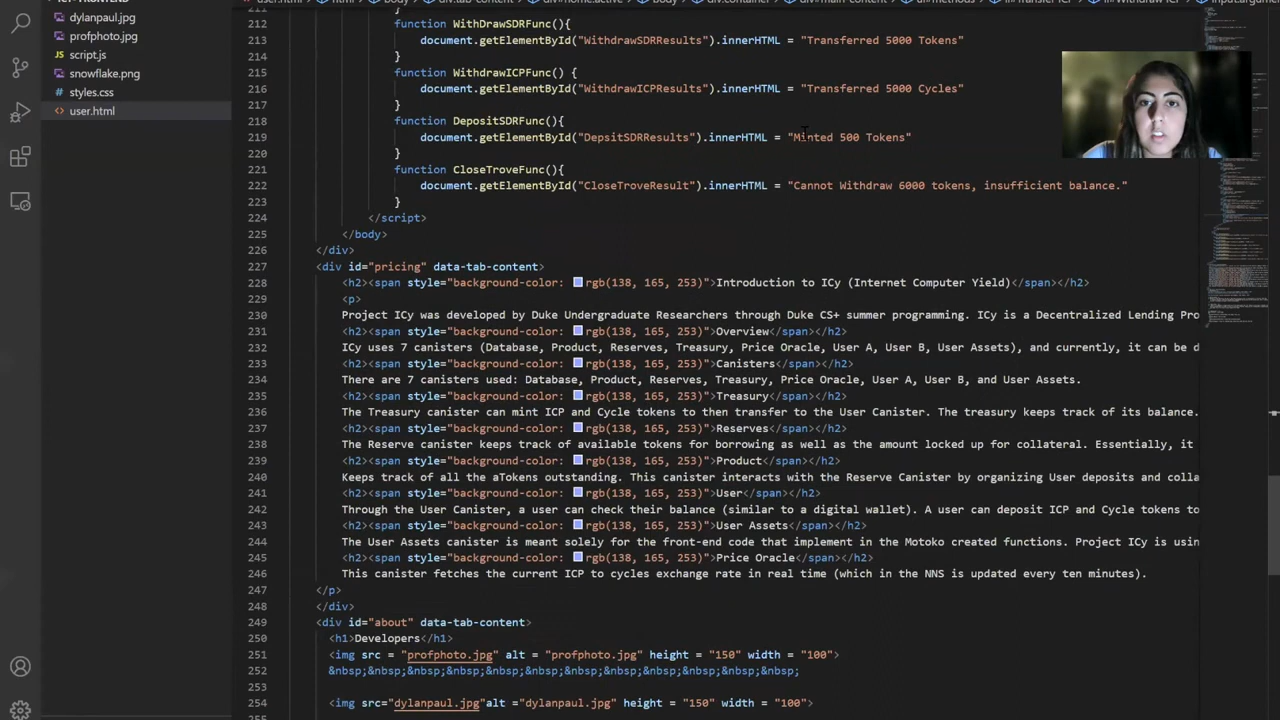 dylanpaul.jpg
profphoto.jpg
script.js
snowflake.png
styles.css
<> user.html
212 function WithDrawSDRFunc(){
213 document.getElementById("WithdrawSDRResults").innerHTML = "Transferred 5000 Tokens"
214 }
215 function WithdrawICPFunc() {
216 document.getElementById("WithdrawICPResults").innerHTML = "Transferred 5000 Cycles"
217 }
218 function DepositSDRFunc(){
219 document.getElementById("DepsitSDRResults").innerHTML = "Minted 500 Tokens"
220 }
221 function CloseTroveFunc(){
222 document.getElementById("CloseTroveResult").innerHTML = "Cannot Withdraw 6000 tokens, insufficient balance."
223 }
224 </script>
225 </body>
226 </div>
227 <div id="pricing" data-tab-content>
228 <h2><span style="background-color: rgb(138, 165, 253)">Introduction to ICy (Internet Computer Yield)</span></h2>
229 <p>
230 Project ICy was developed by Duke Undergraduate Researchers through Duke CS+ summer programming. ICy is a Decentralized Lending Pro
231 <h2><span style="background-color: rgb(138, 165, 253)">Overview</span></h2>
232 ICy uses 7 canisters (Database, Product, Reserves, Treasury, Price Oracle, User A, User B, User Assets), and currently, it can be d
233 <h2><span style="background-color: rgb(138, 165, 253)">Canisters</span></h2>
234 There are 7 canisters used: Database, Product, Reserves, Treasury, Price Oracle, User A, User B, and User Assets.
235 <h2><span style="background-color: rgb(138, 165, 253)">Treasury</span></h2>
236 The Treasury canister can mint ICP and Cycle tokens to then transfer to the User Canister. The treasury keeps track of its balance.
237 <h2><span style="background-color: rgb(138, 165, 253)">Reserves</span></h2>
238 The Reserve canister keeps track of available tokens for borrowing as well as the amount locked up for collateral. Essentially, it
239 <h2><span style="background-color: rgb(138, 165, 253)">Product</span></h2>
240 Keeps track of all the aTokens outstanding. This canister interacts with the Reserve Canister by organizing User deposits and colla
241 <h2><span style="background-color: rgb(138, 165, 253)">User</span></h2>
242 Through the User Canister, a user can check their balance (similar to a digital wallet). A user can deposit ICP and Cycle tokens to
243 <h2><span style="background-color: rgb(138, 165, 253)">User Assets</span></h2>
244 The User Assets canister is meant solely for the front-end code that implement in the Motoko created functions. Project ICy is usin
245 <h2><span style="background-color: rgb(138, 165, 253)">Price Oracle</span></h2>
246 This canister fetches the current ICP to cycles exchange rate in real time (which in the NNS is updated every ten minutes).
247 </p>
248 </div>
249 <div id="about" data-tab-content>
250 <h1>Developers</h1>
251 <img src = "profphoto.jpg" alt = "profphoto.jpg" height = "150" width = "100">
252 &nbsp;&nbsp;&nbsp;&nbsp;&nbsp;&nbsp;&nbsp;&nbsp;
253
254 <img src="dylanpaul.jpg"alt ="dylanpaul.jpg" height = "150" width = "100">